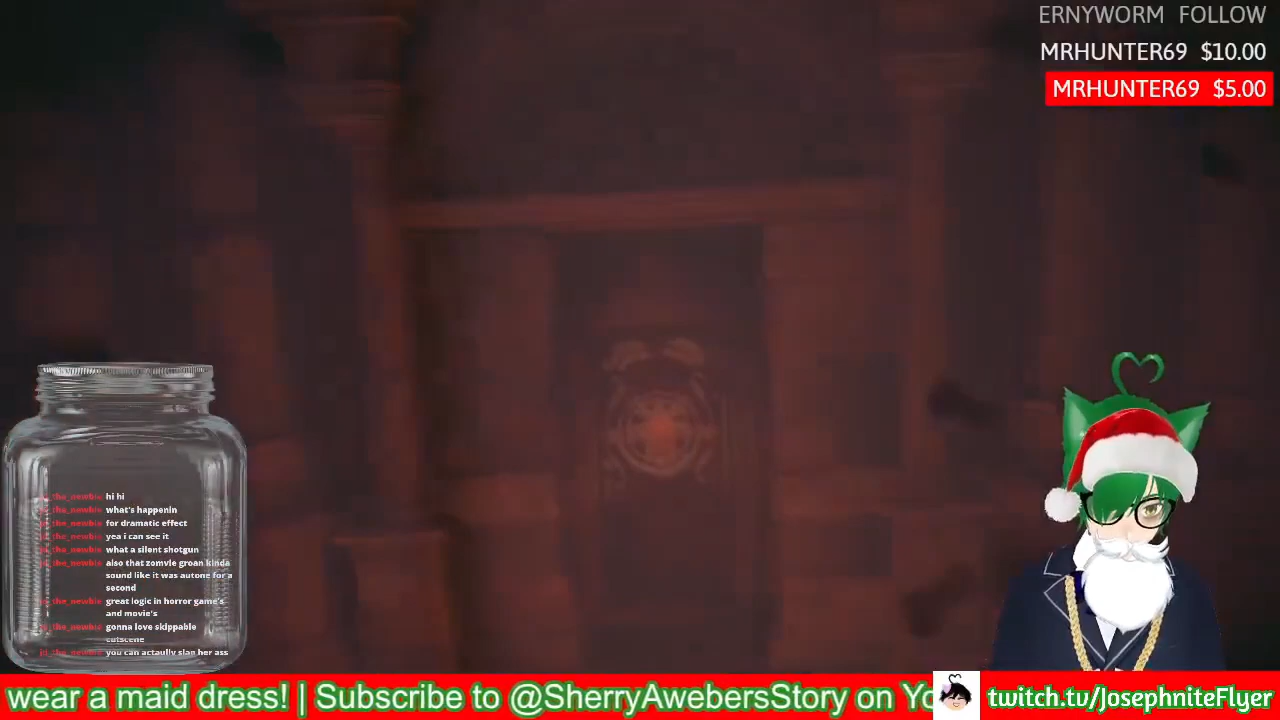 ERNYWORM FOLLOW
MRHUNTER69 $10.00
MRHUNTER69 $5.00
hi hi
what's happenin
for dramatic effect
yea i can see it
what a silent shotgun
also that zomvie groan kinda
sound like it was autone for a
second
great logic in horror game's
and movie's
gonna love skippable
cutscene
you can actaully slap her ass
wear a maid dress! | Subscribe to @SherryAwebersStory on Yo
twitch.tv/JosephniteFlyer